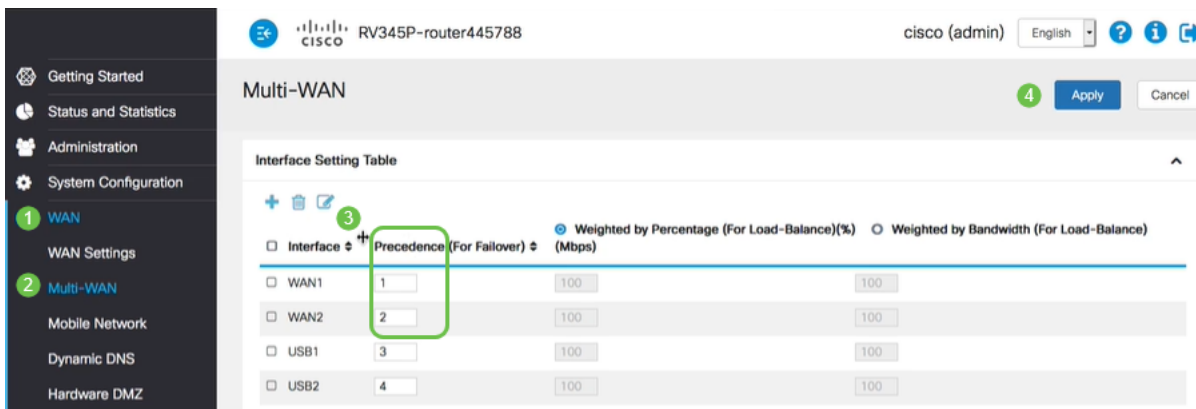 cisco RV345P-router445788 cisco (admin) English ? i
Getting Started
Status and Statistics
Administration
System Configuration
1 WAN
WAN Settings
2 Multi-WAN
Mobile Network
Dynamic DNS
Hardware DMZ
Multi-WAN 4 Apply Cancel
Interface Setting Table
3
Interface Precedence (For Failover) Weighted by Percentage (For Load-Balance)(%) Weighted by Bandwidth (For Load-Balance)
(Mbps)
WAN1 1 100 100
WAN2 2 100 100
USB1 3 100 100
USB2 4 100 100